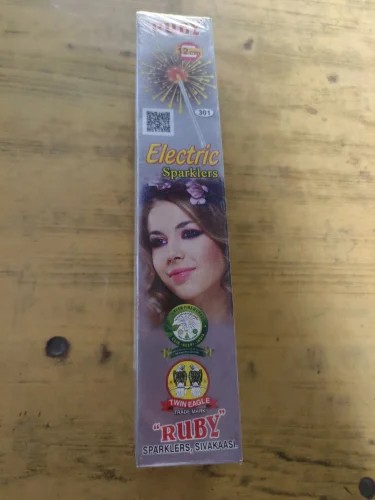 RUBY
301
Electric
Sparklers
TWIN EAGLE
TRADE MARK
"RUBY"
SPARKLERS, SIVAKAASI.